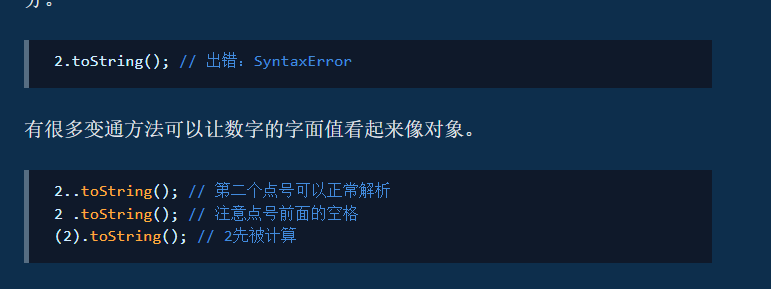 分。
2.toString(); // 出错：SyntaxError
有很多变通方法可以让数字的字面值看起来像对象。
2..toString(); // 第二个点号可以正常解析
2 .toString(); // 注意点号前面的空格
(2).toString(); // 2先被计算